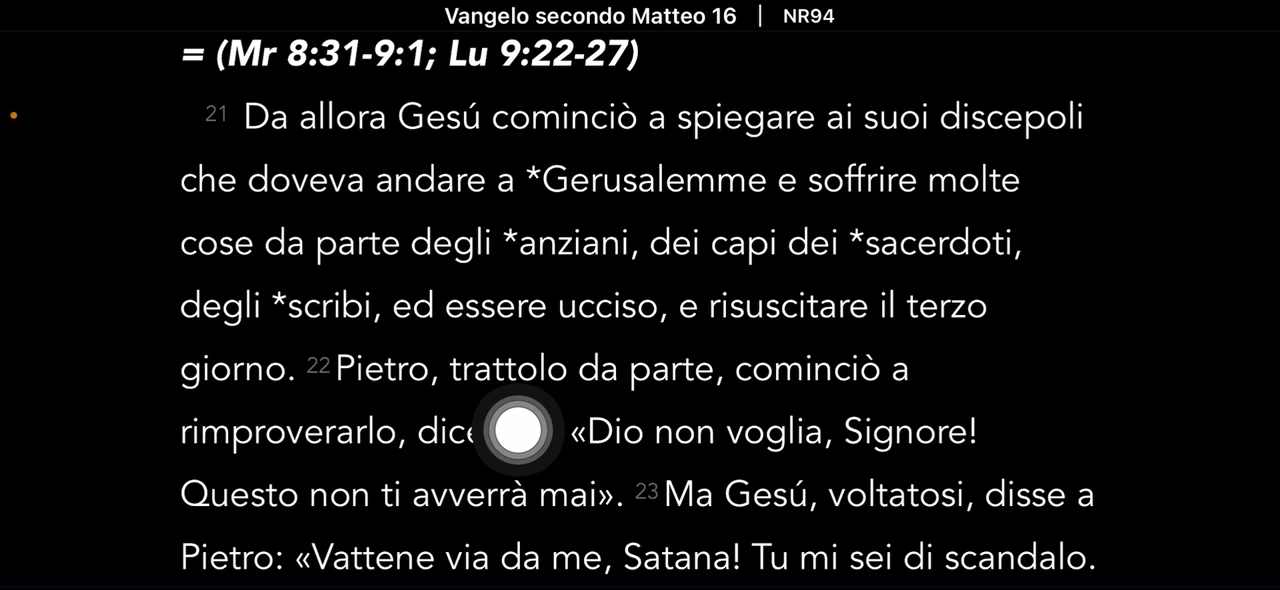 Vangelo secondo Matteo 16 | NR94
= (Mr 8:31-9:1; Lu 9:22-27)
21 Da allora Gesú cominciò a spiegare ai suoi discepoli
che doveva andare a *Gerusalemme e soffrire molte
cose da parte degli *anziani, dei capi dei *sacerdoti,
degli *scribi, ed essere ucciso, e risuscitare il terzo
giorno. 22 Pietro, trattolo da parte, cominciò a
rimproverarlo, «Dio non voglia, Signore!
Questo non ti avverrà mai». 23 Ma Gesú, voltatosi, disse a
Pietro: «Vattene via da me, Satana! Tu mi sei di scandalo.